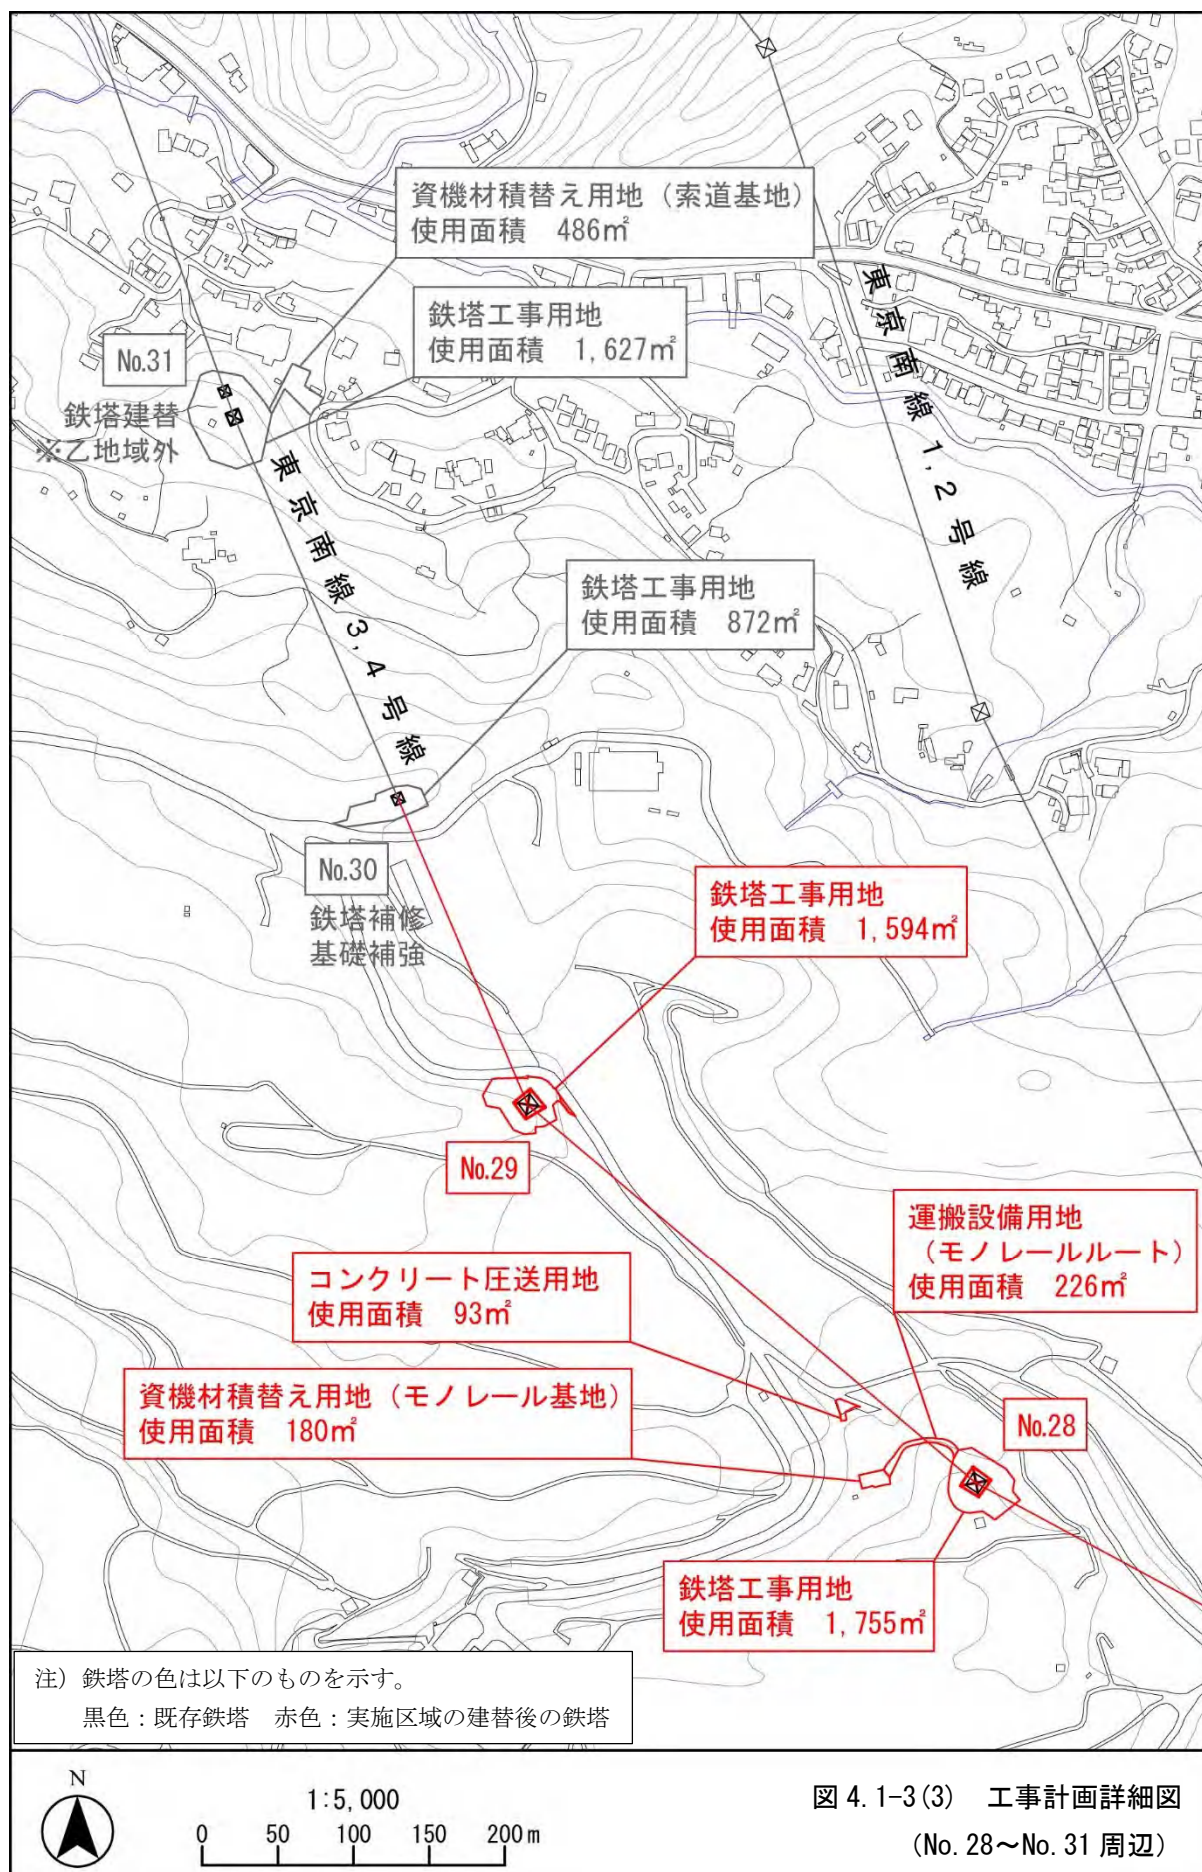 資機材積替え用地（索道基地）
使用面積　486㎡
鉄塔工事用地
使用面積　1,627㎡
No.31
鉄塔建替
※乙地域外
東京南線1,2号線
東京南線3,4号線
鉄塔工事用地
使用面積　872㎡
No.30
鉄塔補修
基礎補強
鉄塔工事用地
使用面積　1,594㎡
No.29
運搬設備用地
（モノレールルート）
使用面積　226㎡
コンクリート圧送用地
使用面積　93㎡
資機材積替え用地（モノレール基地）
使用面積　180㎡
No.28
鉄塔工事用地
使用面積　1,755㎡
注）鉄塔の色は以下のものを示す。
黒色：既存鉄塔　赤色：実施区域の建替後の鉄塔
N
1:5,000
0　50　100　150　200m
図 4.1-3(3)　工事計画詳細図
（No.28～No.31 周辺）